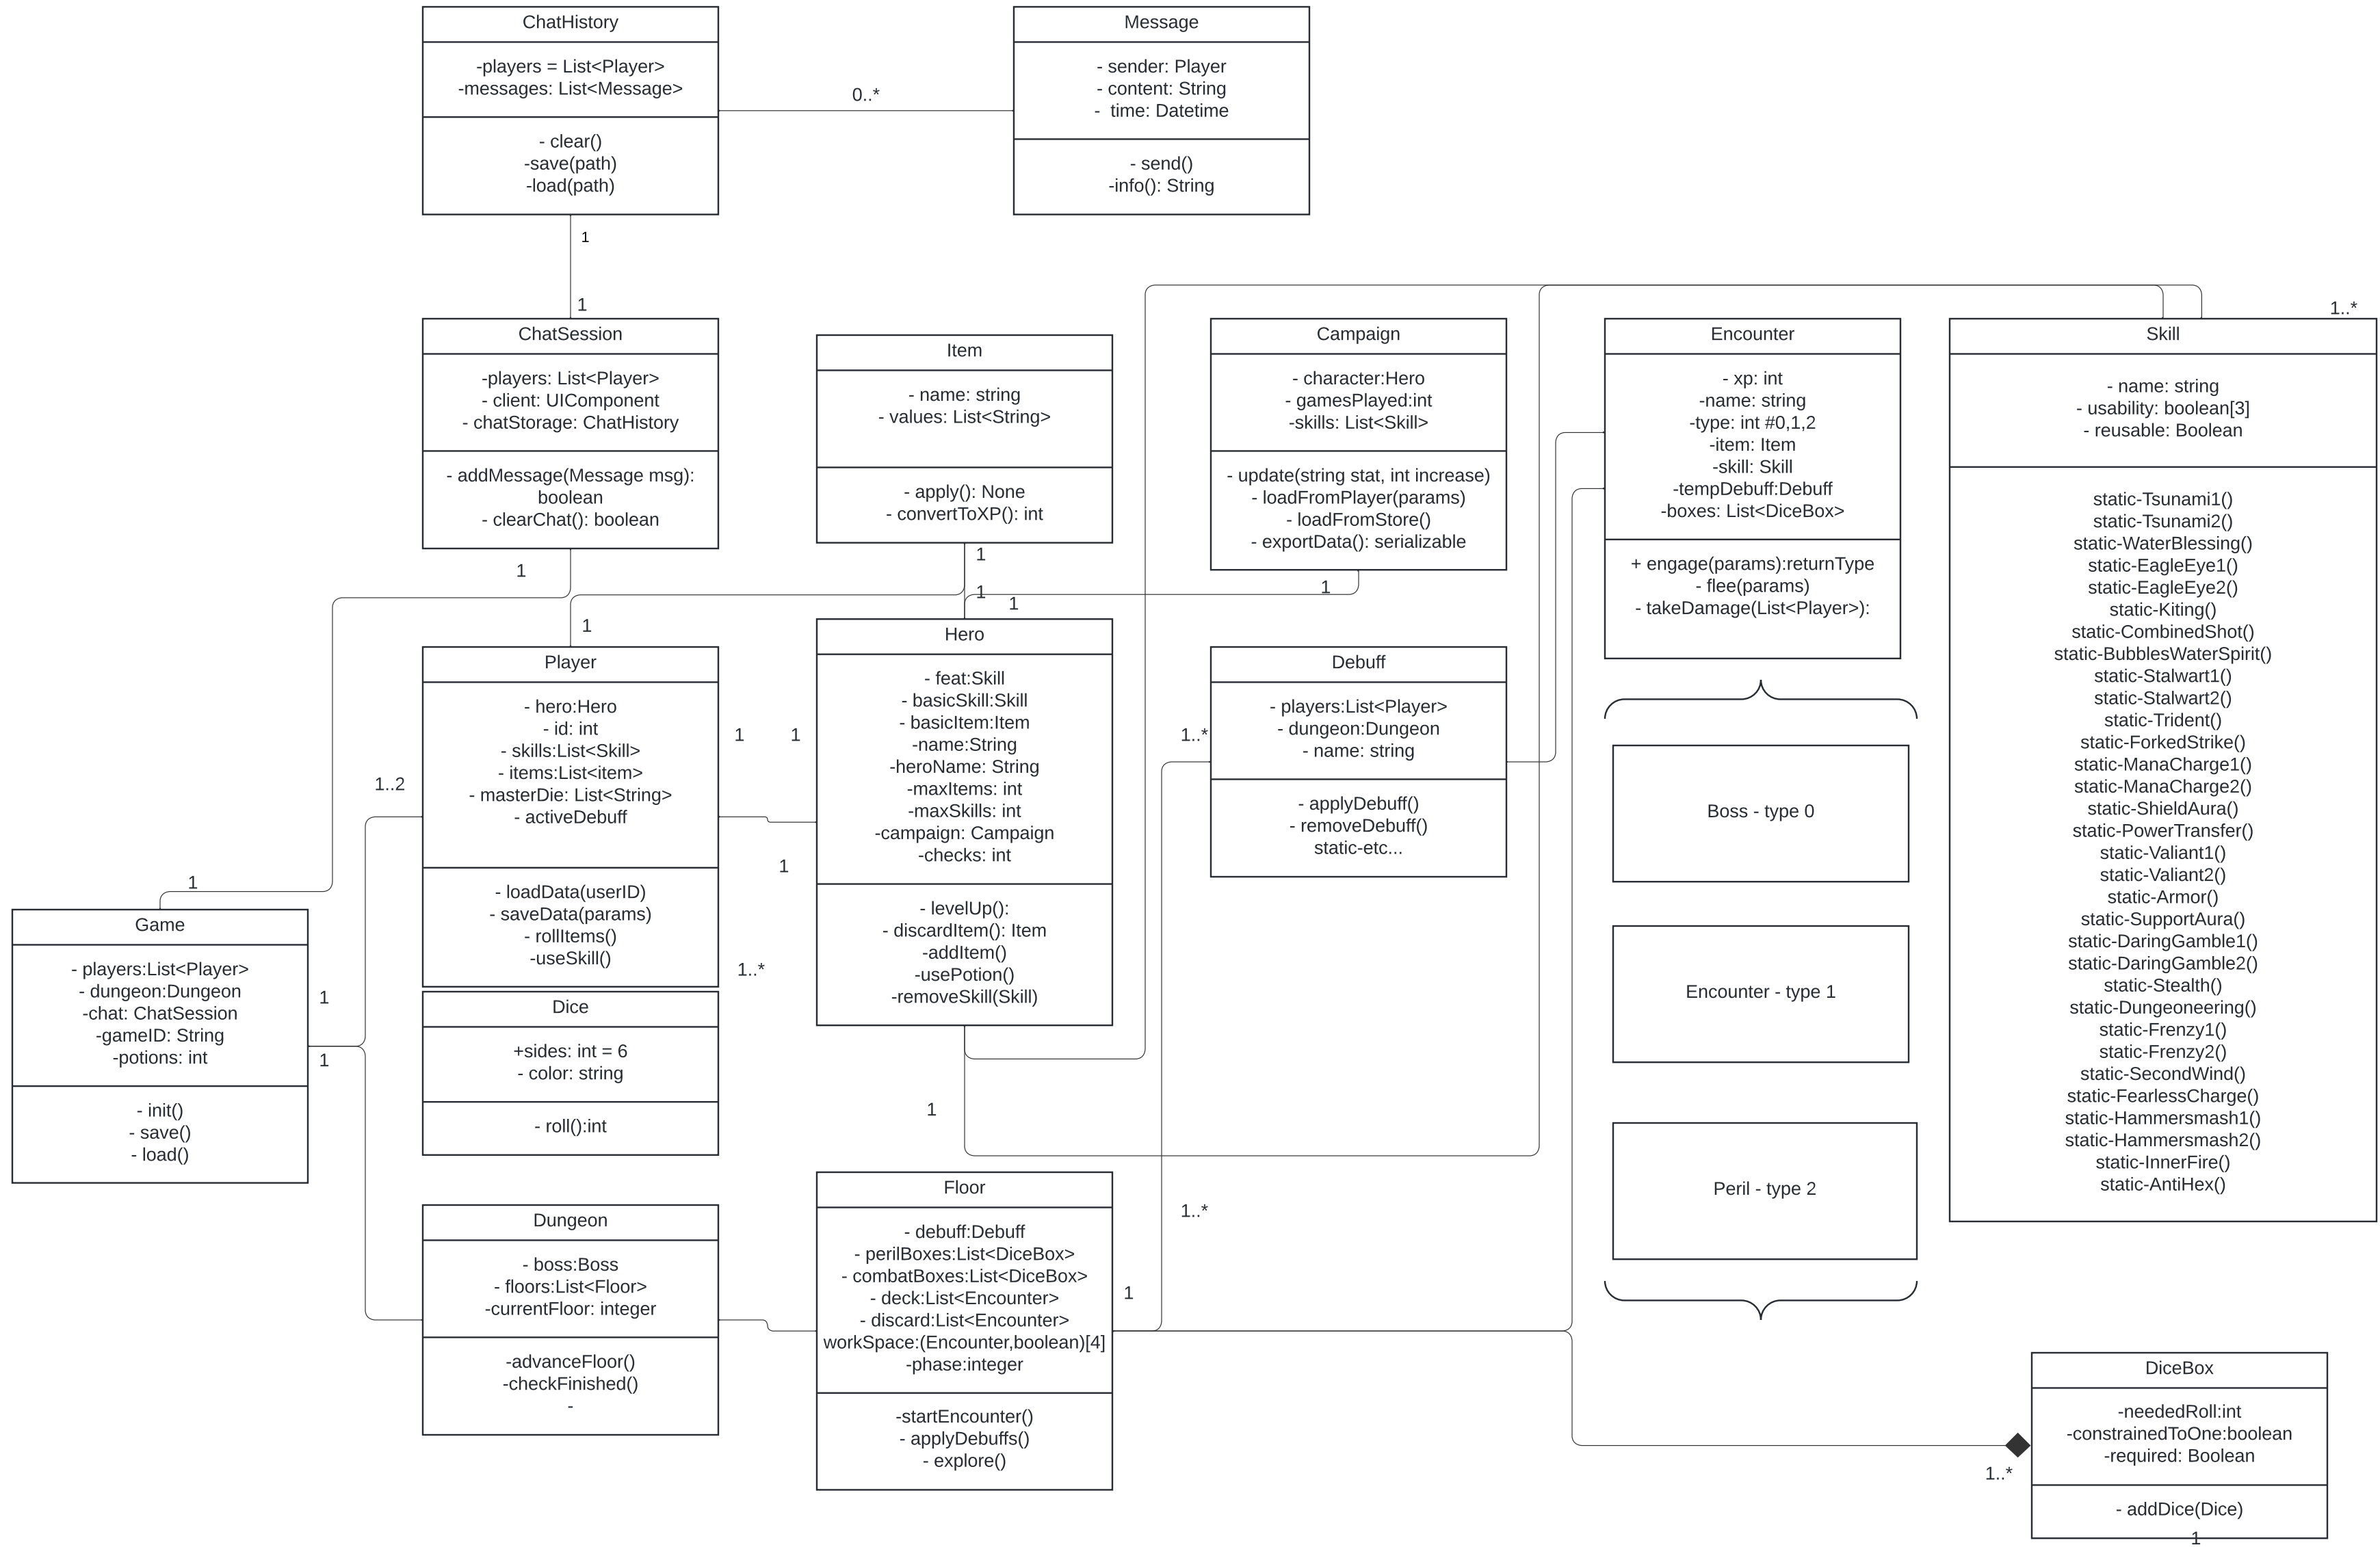 ChatHistory
-players = List<Player>
-messages: List<Message>
- clear()
-save(path)
-load(path)
0..*
Message
- sender: Player
- content: String
-  time: Datetime
- send()
-info(): String
1
1
ChatSession
-players: List<Player>
- client: UIComponent
- chatStorage: ChatHistory
- addMessage(Message msg):
boolean
- clearChat(): boolean
1
Item
- name: string
- values: List<String>
- apply(): None
- convertToXP(): int
1
1
1
Campaign
- character:Hero
- gamesPlayed:int
-skills: List<Skill>
- update(string stat, int increase)
- loadFromPlayer(params)
- loadFromStore()
- exportData(): serializable
1
Encounter
- xp: int
-name: string
-type: int #0,1,2
-item: Item
-skill: Skill
-tempDebuff:Debuff
-boxes: List<DiceBox>
+ engage(params):returnType
- flee(params)
- takeDamage(List<Player>):
1..*
Skill
- name: string
- usability: boolean[3]
- reusable: Boolean
static-Tsunami1()
static-Tsunami2()
static-WaterBlessing()
static-EagleEye1()
static-EagleEye2()
static-Kiting()
static-CombinedShot()
static-BubblesWaterSpirit()
static-Stalwart1()
static-Stalwart2()
static-Trident()
static-ForkedStrike()
static-ManaCharge1()
static-ManaCharge2()
static-ShieldAura()
static-PowerTransfer()
static-Valiant1()
static-Valiant2()
static-Armor()
static-SupportAura()
static-DaringGamble1()
static-DaringGamble2()
static-Stealth()
static-Dungeoneering()
static-Frenzy1()
static-Frenzy2()
static-SecondWind()
static-FearlessCharge()
static-Hammersmash1()
static-Hammersmash2()
static-InnerFire()
static-AntiHex()
1
Player
- hero:Hero
- id: int
- skills:List<Skill>
- items:List<item>
- masterDie: List<String>
- activeDebuff
- loadData(userID)
- saveData(params)
- rollItems()
-useSkill()
1
1
1
1..*
1..2
Hero
- feat:Skill
- basicSkill:Skill
- basicItem:Item
-name:String
-heroName: String
-maxItems: int
-maxSkills: int
-campaign: Campaign
-checks: int
- levelUp():
- discardItem(): Item
-addItem()
-usePotion()
-removeSkill(Skill)
1
1..*
Debuff
- players:List<Player>
- dungeon:Dungeon
- name: string
- applyDebuff()
- removeDebuff()
static-etc...
Boss - type 0
Encounter - type 1
Peril - type 2
1
Game
- players:List<Player>
- dungeon:Dungeon
-chat: ChatSession
-gameID: String
-potions: int
- init()
- save()
- load()
1
1
Dice
+sides: int = 6
- color: string
- roll():int
Dungeon
- boss:Boss
- floors:List<Floor>
-currentFloor: integer
-advanceFloor()
-checkFinished()
-
Floor
- debuff:Debuff
- perilBoxes:List<DiceBox>
- combatBoxes:List<DiceBox>
- deck:List<Encounter>
- discard:List<Encounter>
workSpace:(Encounter,boolean)[4]
-phase:integer
-startEncounter()
- applyDebuffs()
- explore()
1..*
1
1..*
DiceBox
-neededRoll:int
-constrainedToOne:boolean
-required: Boolean
- addDice(Dice)
1